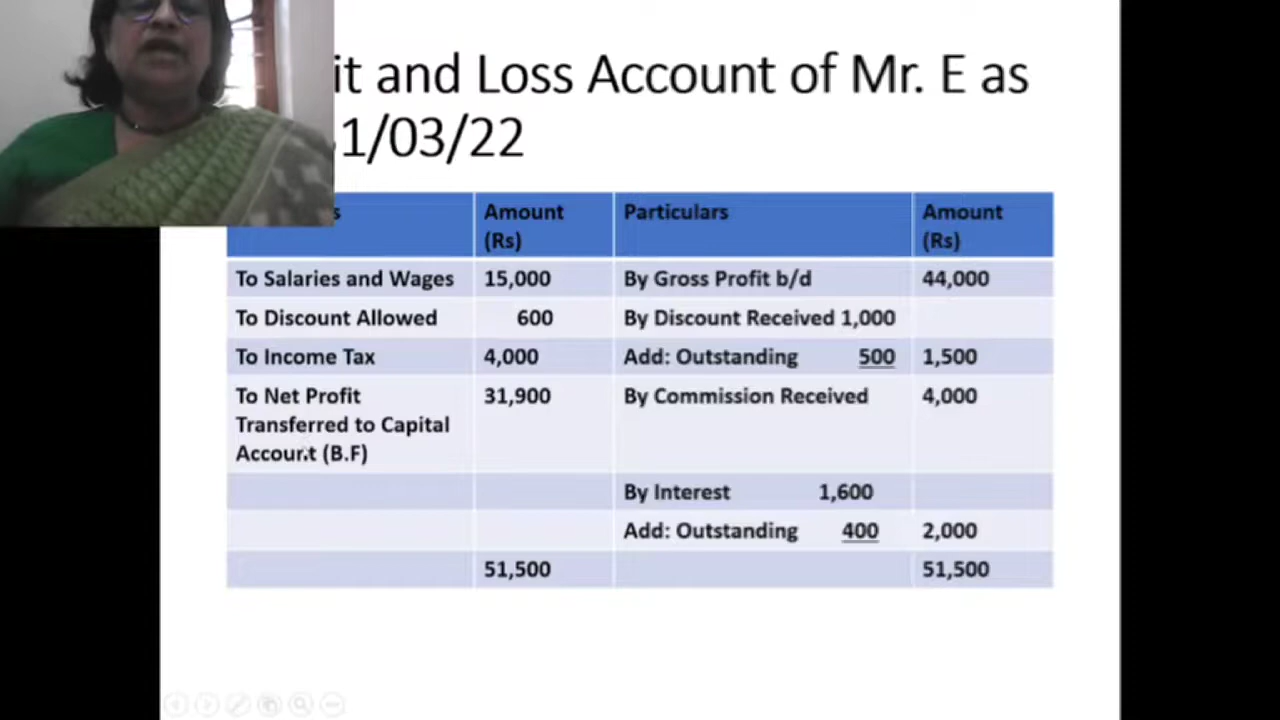 it and Loss Account of Mr. E as
1/03/22
s Amount Particulars Amount
(Rs) (Rs)
To Salaries and Wages 15,000 By Gross Profit b/d 44,000
To Discount Allowed 600 By Discount Received 1,000
To Income Tax 4,000 Add: Outstanding 500 1,500
To Net Profit 31,900 By Commission Received 4,000
Transferred to Capital
Account (B.F)
By Interest 1,600
Add: Outstanding 400 2,000
51,500 51,500